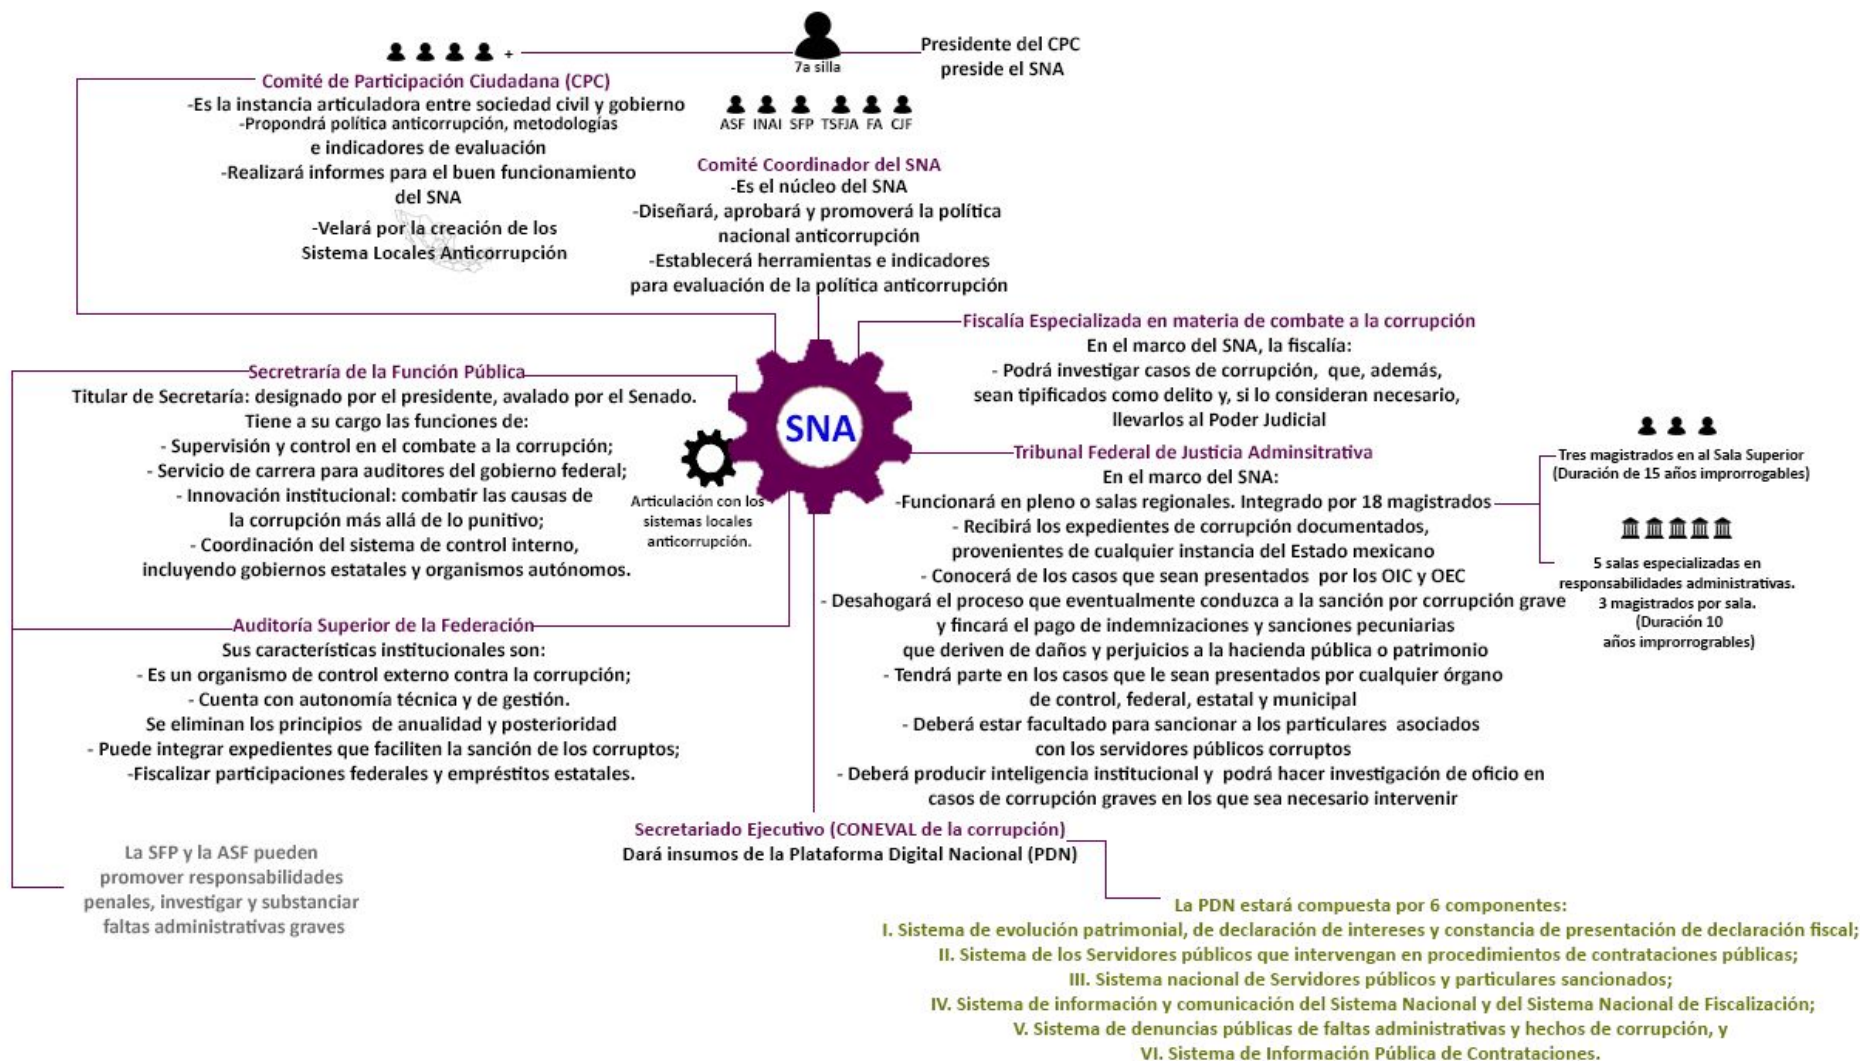 +
7a silla
Presidente del CPC
preside el SNA
Comité de Participación Ciudadana (CPC)
-Es la instancia articuladora entre sociedad civil y gobierno
-Propondrá política anticorrupción, metodologías
e indicadores de evaluación
-Realizará informes para el buen funcionamiento
del SNA
-Velará por la creación de los
Sistema Locales Anticorrupción
ASF INAI SFP TSFJA FA CJF
Comité Coordinador del SNA
-Es el núcleo del SNA
-Diseñará, aprobará y promoverá la política
nacional anticorrupción
-Establecerá herramientas e indicadores
para evaluación de la política anticorrupción
Fiscalía Especializada en materia de combate a la corrupción
En el marco del SNA, la fiscalía:
- Podrá investigar casos de corrupción, que, además,
sean tipificados como delito y, si lo consideran necesario,
llevarlos al Poder Judicial
Secretraría de la Función Pública
Titular de Secretaría: designado por el presidente, avalado por el Senado.
Tiene a su cargo las funciones de:
- Supervisión y control en el combate a la corrupción;
- Servicio de carrera para auditores del gobierno federal;
- Innovación institucional: combatir las causas de
la corrupción más allá de lo punitivo;
- Coordinación del sistema de control interno,
incluyendo gobiernos estatales y organismos autónomos.
SNA
Articulación con los
sistemas locales
anticorrupción.
Tribunal Federal de Justicia Adminsitrativa
En el marco del SNA:
-Funcionará en pleno o salas regionales. Integrado por 18 magistrados
- Recibirá los expedientes de corrupción documentados,
provenientes de cualquier instancia del Estado mexicano
- Conocerá de los casos que sean presentados por los OIC y OEC
- Desahogará el proceso que eventualmente conduzca a la sanción por corrupción grave
y fincará el pago de indemnizaciones y sanciones pecuniarias
que deriven de daños y perjuicios a la hacienda pública o patrimonio
- Tendrá parte en los casos que le sean presentados por cualquier órgano
de control, federal, estatal y municipal
- Deberá estar facultado para sancionar a los particulares asociados
con los servidores públicos corruptos
- Deberá producir inteligencia institucional y podrá hacer investigación de oficio en
casos de corrupción graves en los que sea necesario intervenir
Tres magistrados en al Sala Superior
(Duración de 15 años improrrogables)
5 salas especializadas en
responsabilidades administrativas.
3 magistrados por sala.
(Duración 10
años improrrogrables)
Auditoría Superior de la Federación
Sus características institucionales son:
- Es un organismo de control externo contra la corrupción;
- Cuenta con autonomía técnica y de gestión.
Se eliminan los principios de anualidad y posterioridad
- Puede integrar expedientes que faciliten la sanción de los corruptos;
-Fiscalizar participaciones federales y empréstitos estatales.
La SFP y la ASF pueden
promover responsabilidades
penales, investigar y substanciar
faltas administrativas graves
Secretariado Ejecutivo (CONEVAL de la corrupción)
Dará insumos de la Plataforma Digital Nacional (PDN)
La PDN estará compuesta por 6 componentes:
I. Sistema de evolución patrimonial, de declaración de intereses y constancia de presentación de declaración fiscal;
II. Sistema de los Servidores públicos que intervengan en procedimientos de contrataciones públicas;
III. Sistema nacional de Servidores públicos y particulares sancionados;
IV. Sistema de información y comunicación del Sistema Nacional y del Sistema Nacional de Fiscalización;
V. Sistema de denuncias públicas de faltas administrativas y hechos de corrupción, y
VI. Sistema de Información Pública de Contrataciones.